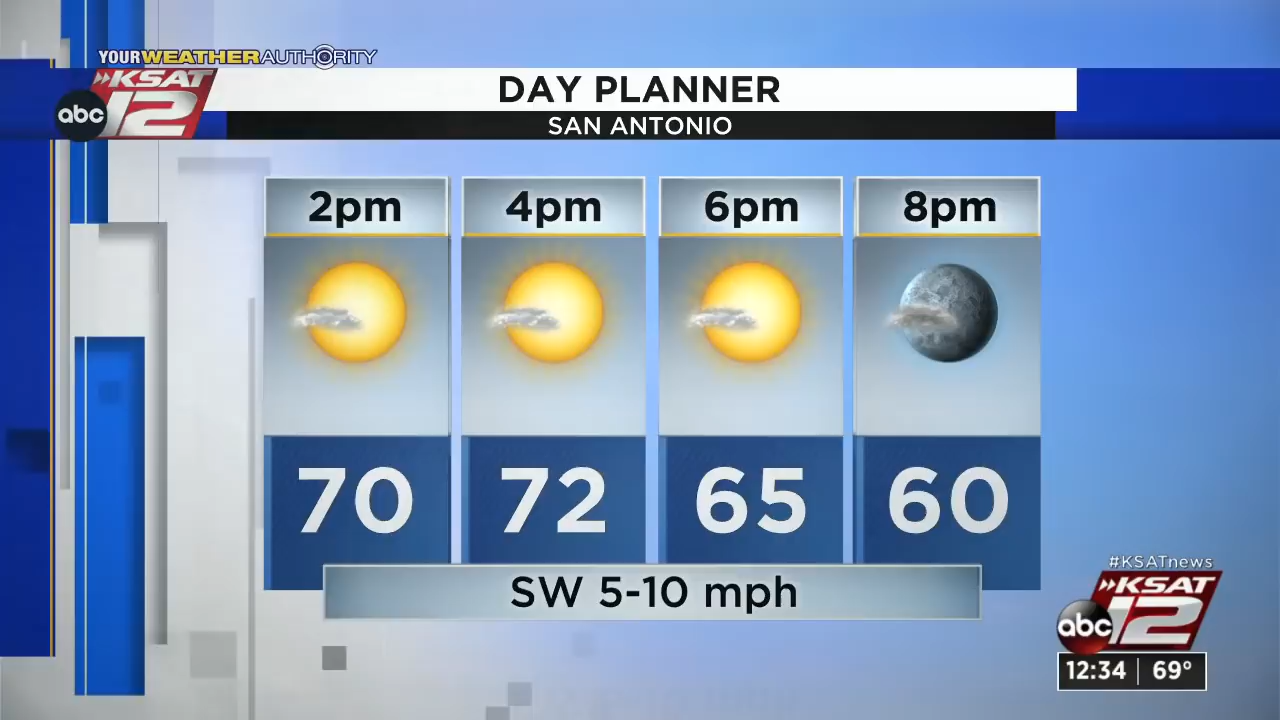 YOURWEATHERAUTHORITY
KSAT
abc 12
DAY PLANNER
SAN ANTONIO
2pm 4pm 6pm 8pm
70 72 65 60
SW 5-10 mph
#KSATnews
KSAT
abc 12
12:34 69°